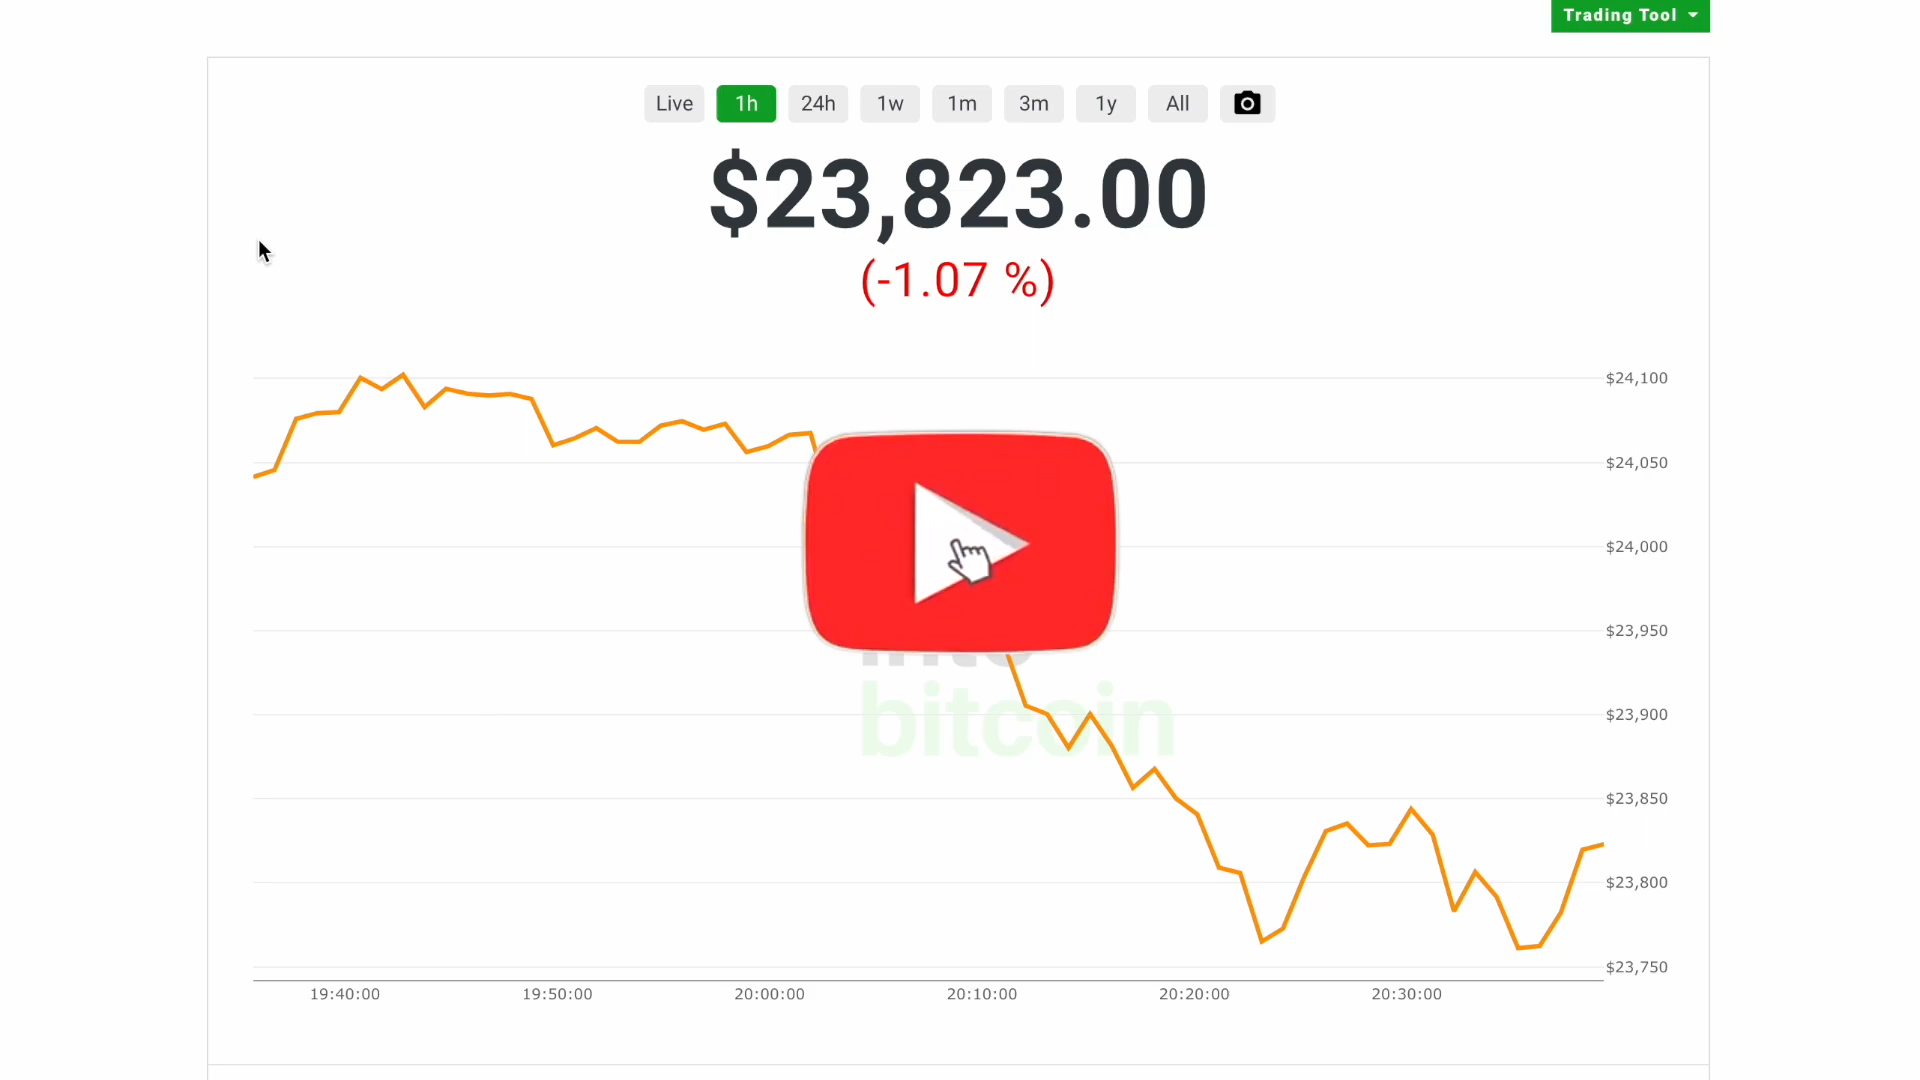 Trading Tool
Live 1h 24h 1w 1m 3m 1y All
$23,823.00
(-1.07 %)
$24,100
$24,050
$24,000
$23,950
bitcoin
$23,900
$23,850
$23,800
$23,750
19:40:00 19:50:00 20:00:00 20:10:00 20:20:00 20:30:00